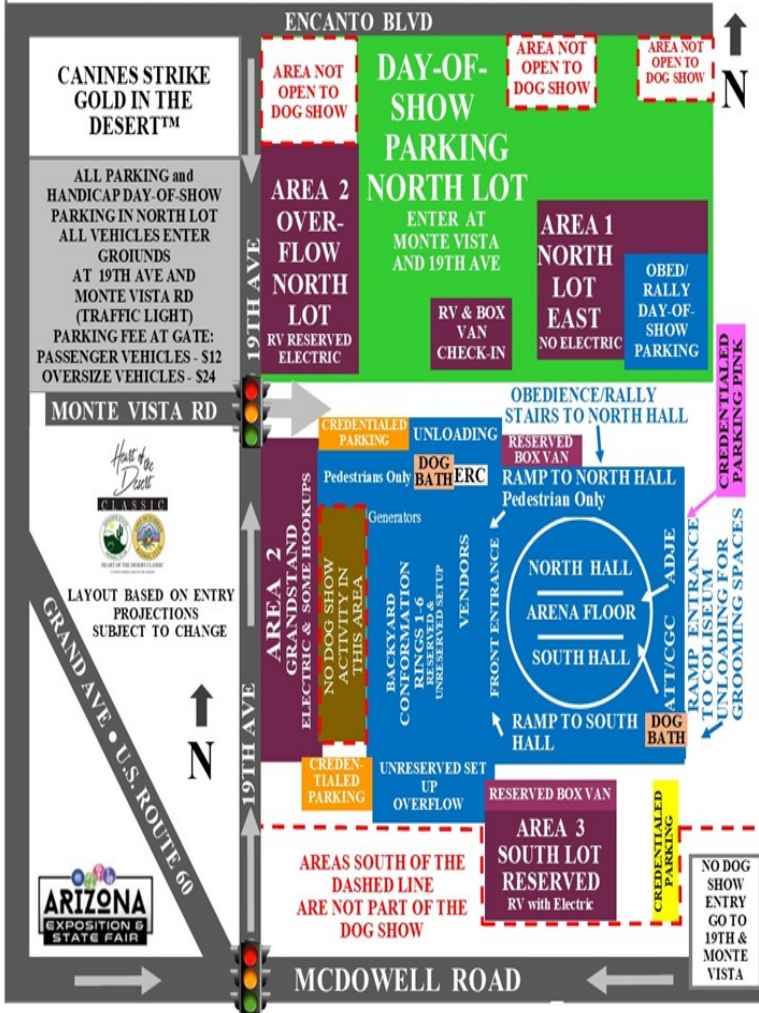 ENCANTO BLVD
CANINES STRIKE
GOLD IN THE
DESERT™
AREA NOT
OPEN TO
DOG SHOW
DAY-OF-
SHOW
PARKING
NORTH LOT
ENTER AT
MONTE VISTA
AND 19TH AVE
AREA NOT
OPEN TO
DOG SHOW
AREA NOT
OPEN TO
DOG SHOW
N
ALL PARKING and
HANDICAP DAY-OF-SHOW
PARKING IN NORTH LOT
ALL VEHICLES ENTER
GROIUNDS
AT 19TH AVE AND
MONTE VISTA RD
(TRAFFIC LIGHT)
PARKING FEE AT GATE:
PASSENGER VEHICLES - $12
OVERSIZE VEHICLES - $24
19TH AVE
AREA 2
OVER-
FLOW
NORTH
LOT
RV RESERVED
ELECTRIC
RV & BOX
VAN
CHECK-IN
AREA 1
NORTH
LOT
EAST
NO ELECTRIC
OBED/
RALLY
DAY-OF-
SHOW
PARKING
CREDENTIALED
PARKING PINK
MONTE VISTA RD
OBEDIENCE/RALLY
STAIRS TO NORTH HALL
CREDENTIALED
PARKING
UNLOADING
RESERVED
BOX VAN
Pedestrians Only
DOG
BATH
ERC
RAMP TO NORTH HALL
Pedestrian Only
Generators
Heart of
the
Desert
CLASSIC
HEART OF THE DESERT CLASSIC
LAYOUT BASED ON ENTRY
PROJECTIONS
SUBJECT TO CHANGE
AREA 2
GRANDSTAND
ELECTRIC & SOME HOOKUPS
NO DOG SHOW
ACTIVITY IN
THIS AREA
BACKYARD
CONFORMATION
RINGS 1-6
RESERVED &
UNRESERVED SETUP
VENDORS
FRONT ENTRANCE
NORTH HALL
ARENA FLOOR
SOUTH HALL
ADJE
ATT/CGC
RAMP ENTRANCE
TO COLISEUM
UNLOADING FOR
GROOMING SPACES
RAMP TO SOUTH
HALL
DOG
BATH
GRAND AVE ● U.S. ROUTE 60
N
19TH AVE
CREDEN-
TIALED
PARKING
UNRESERVED SET
UP
OVERFLOW
RESERVED BOX VAN
AREA 3
SOUTH LOT
RESERVED
RV with Electric
CREDENTIALED
PARKING
AREAS SOUTH OF THE
DASHED LINE
ARE NOT PART OF THE
DOG SHOW
NO DOG
SHOW
ENTRY
GO TO
19TH &
MONTE
VISTA
ARIZONA
EXPOSITION &
STATE FAIR
MCDOWELL ROAD